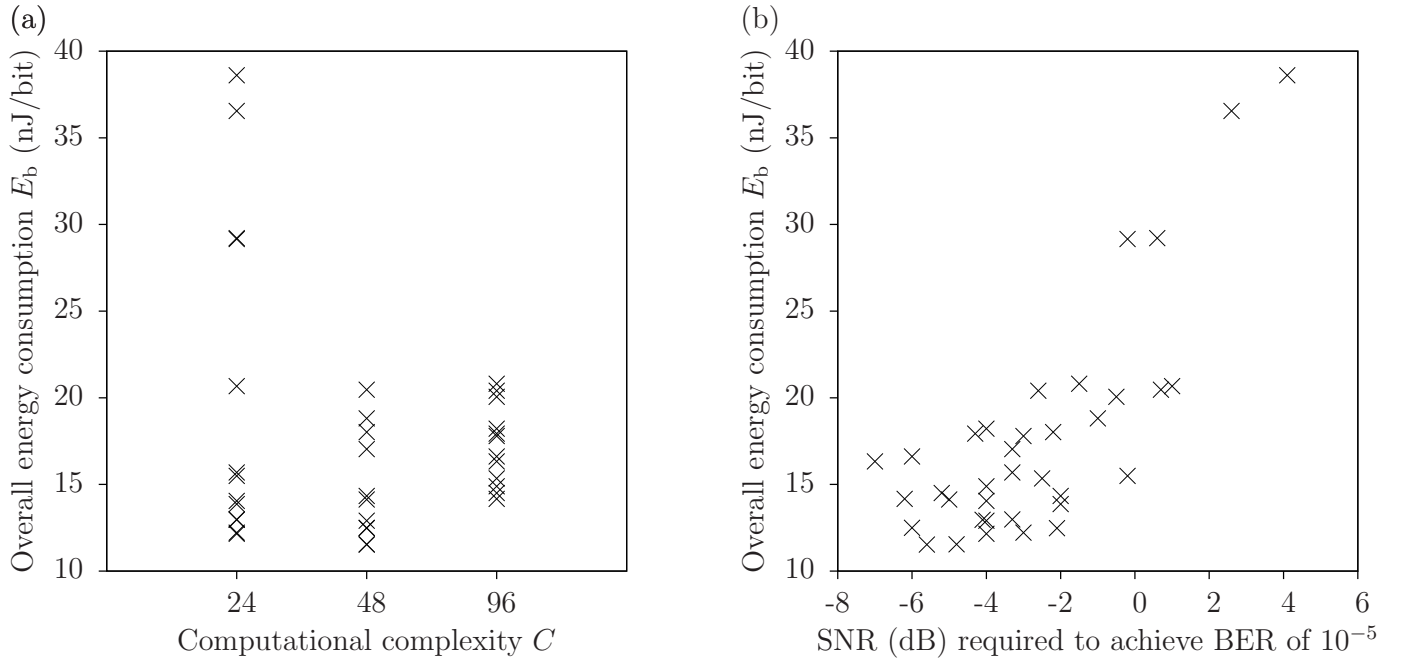 (a)
Overall energy consumption E_b (nJ/bit)
40
35
30
25
20
15
10
24 48 96
Computational complexity C
(b)
Overall energy consumption E_b (nJ/bit)
40
35
30
25
20
15
10
-8 -6 -4 -2 0 2 4 6
SNR (dB) required to achieve BER of 10⁻⁵